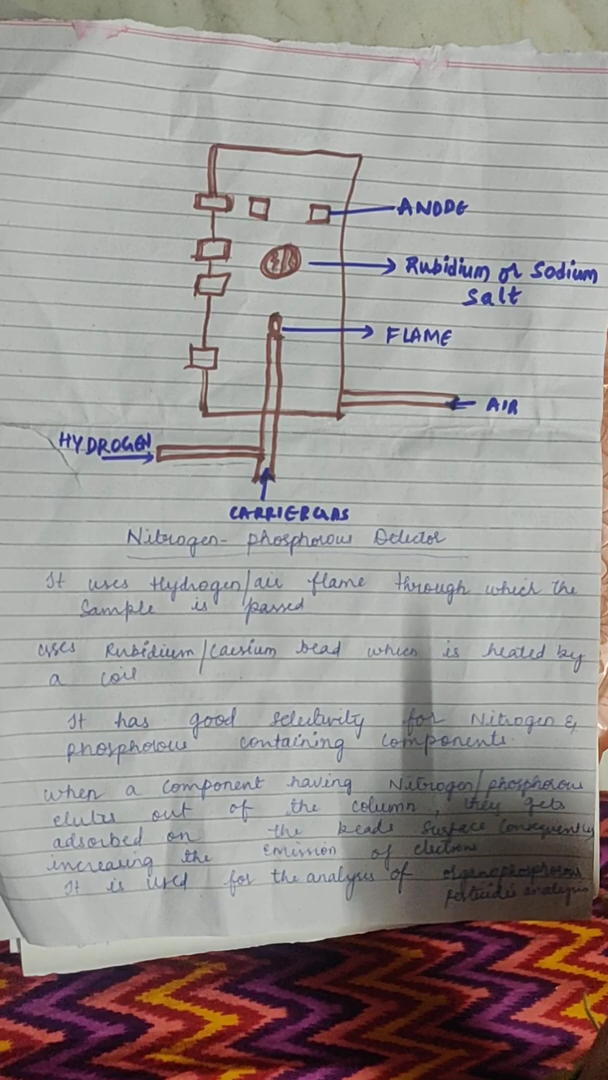 ANODE
Rubidium or Sodium
Salt
FLAME
AIR
HYDROGEN
CARRIERGAS
Nitrogen- phosphorous Detector
It uses Hydrogen/air flame through which the
Sample is passed
uses Rubidium/Caesium bead which is heated by
a coil
It has good selectivity for Nitrogen &
phosphorous containing components.
when a component having Nitrogen/phosphorous
elutes out of the column, they gets
adsorbed on the beads surface consequently
increasing the emission of electrons
It is used for the analysis of organophosphorous
pesticides analysis